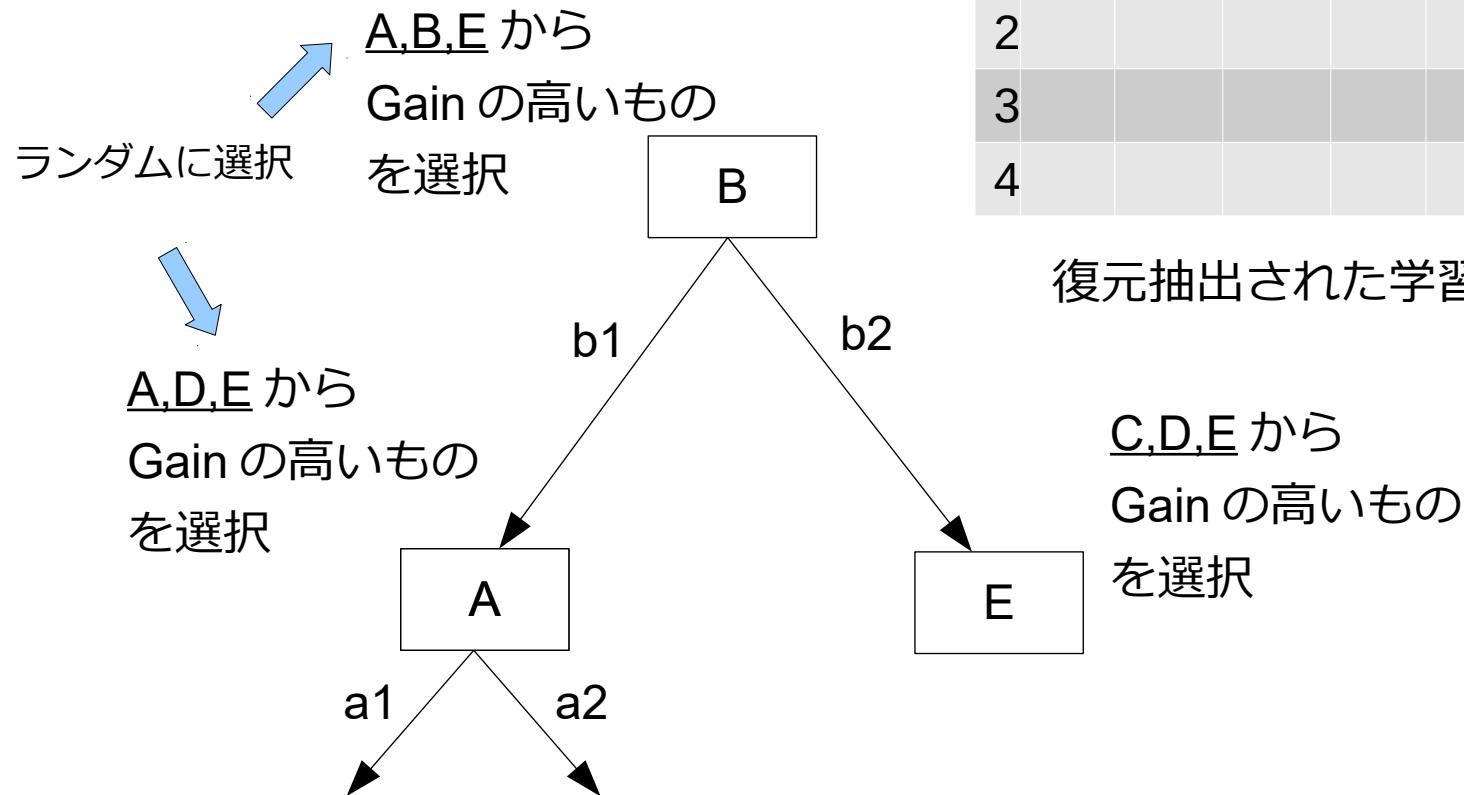 A,B,E から
Gain の高いもの
を選択
ランダムに選択
2
3
4
B
復元抽出された学習
b1
b2
A,D,E から
Gain の高いもの
を選択
C,D,E から
Gain の高いもの
を選択
A
E
a1
a2